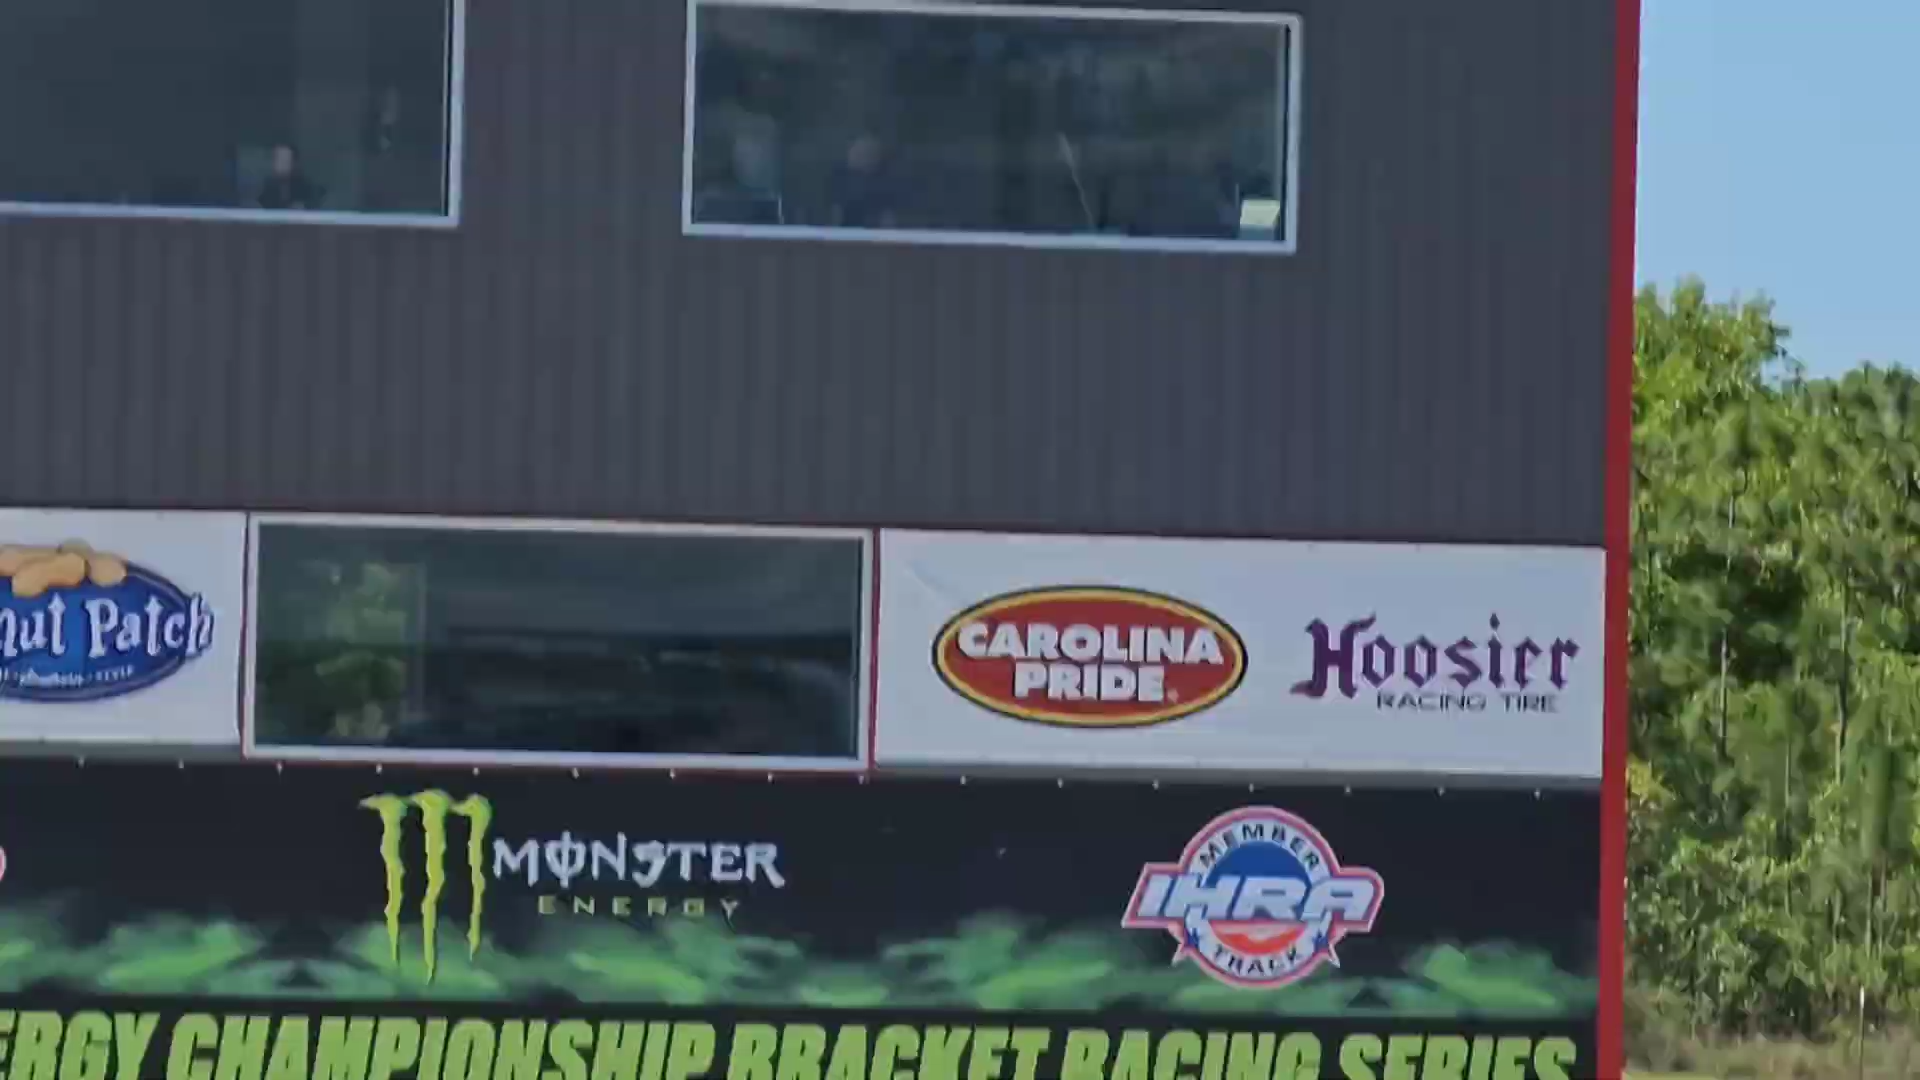 nut Patch
CAROLINA
PRIDE
Hoosier
RACING TIRE
MONSTER
ENERGY
MEMBER
IHRA
TRACK
ERGY CHAMPIONSHIP BRACKET RACING SERIES